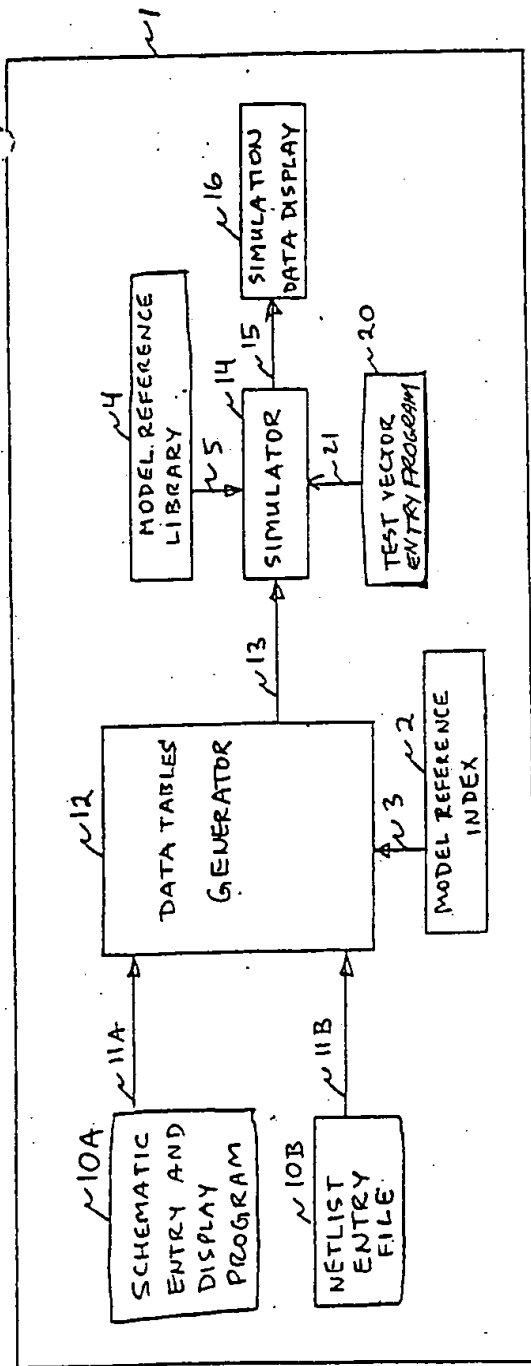 1
10A
SCHEMATIC
ENTRY AND
DISPLAY
PROGRAM
11A
10B
NETLIST
ENTRY
FILE
11B
12
DATA TABLES
GENERATOR
3
2
MODEL REFERENCE
INDEX
13
4
MODEL REFERENCE
LIBRARY
5
14
SIMULATOR
15
16
SIMULATION
DATA DISPLAY
21
20
TEST VECTOR
ENTRY PROGRAM